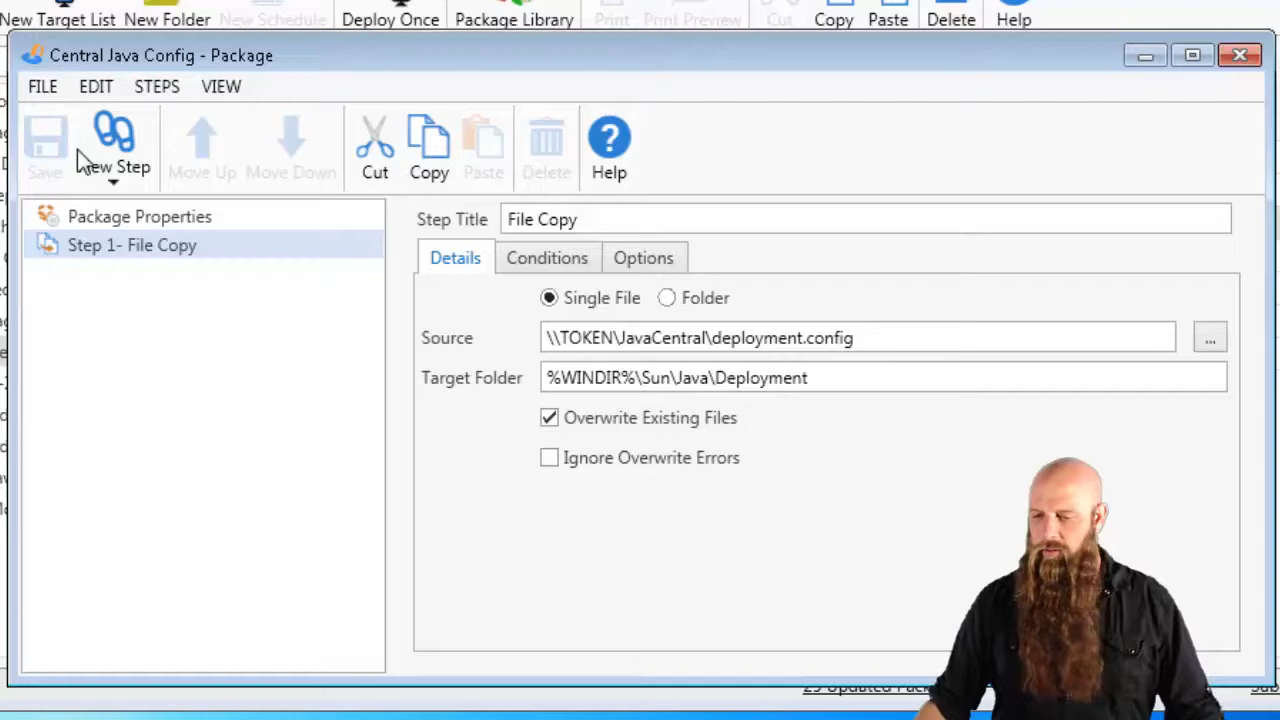 New Target List New Folder New Schedule Deploy Once Package Library Print Print Preview Cut Copy Paste Delete Help
Central Java Config - Package
FILE EDIT STEPS VIEW
Save New Step Move Up Move Down Cut Copy Paste Delete Help
Package Properties
Step 1- File Copy
Step Title File Copy
Details Conditions Options
Single File Folder
Source \\TOKEN\JavaCentral\deployment.config ...
Target Folder %WINDIR%\Sun\Java\Deployment
Overwrite Existing Files
Ignore Overwrite Errors